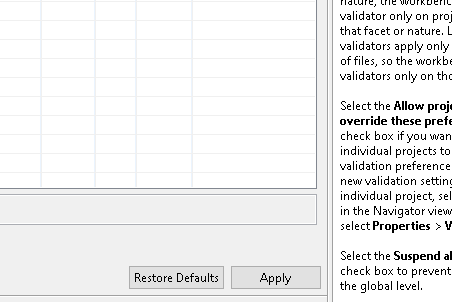 nature, the workbenc
validator only on proj
that facet or nature. L
validators apply only
of files, so the workbe
validators only on tho
Select the Allow proje
override these prefe
check box if you wan
individual projects to
validation preference
new validation setting
individual project, sel
in the Navigator view
select Properties > V
Select the Suspend al
check box to prevent
the global level.
Restore Defaults
Apply